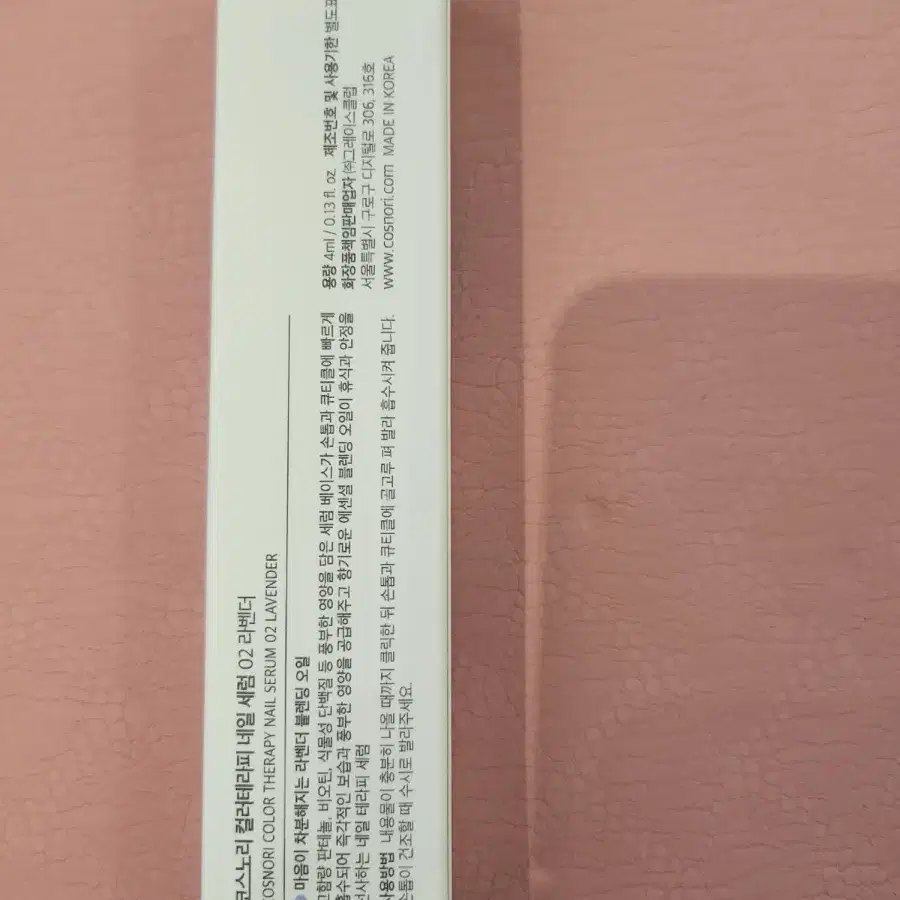 코스노리 컬러테라피 네일 세럼 02 라벤더
COSNORI COLOR THERAPY NAIL SERUM 02 LAVENDER
마음이 차분해지는 라벤더 블렌딩 오일
고함량 판테놀, 비오틴, 식물성 단백질 등 풍부한 영양을 담은 세럼 베이스가 손톱과 큐티클에 빠르게
흡수되어 즉각적인 보습과 풍부한 영양을 공급해주고 향기로운 에센셜 블렌딩 오일이 휴식과 안정을
선사하는 네일 테라피 세럼
사용방법 내용물이 충분히 나올 때까지 클릭한 뒤 손톱과 큐티클에 골고루 펴 발라 흡수시켜 줍니다.
손톱이 건조할 때 수시로 발라주세요.
용량 4ml / 0.13 fl. oz. 제조번호 및 사용기한 별도표
화장품책임판매업자 ㈜그레이스클럽
서울특별시 구로구 디지털로 306, 316호
www.cosnori.com MADE IN KOREA